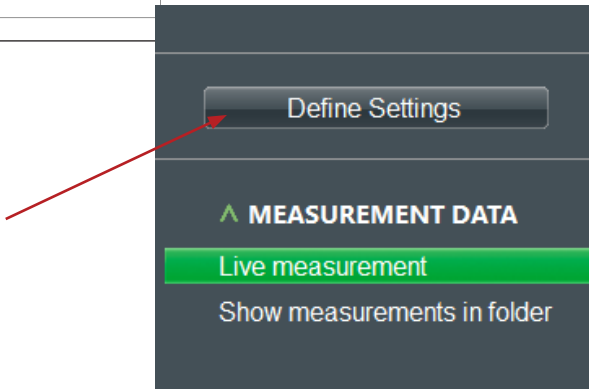 Define Settings
MEASUREMENT DATA
Live measurement
Show measurements in folder